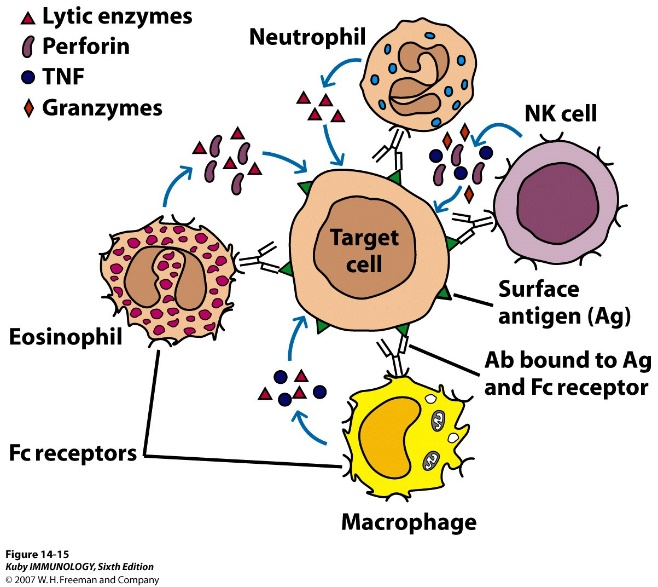 Lytic enzymes
Perforin
TNF
Granzymes
Neutrophil
NK cell
Target
cell
Surface
antigen (Ag)
Eosinophil
Ab bound to Ag
and Fc receptor
Fc receptors
Macrophage
Figure 14-15
Kuby IMMUNOLOGY, Sixth Edition
© 2007 W. H. Freeman and Company